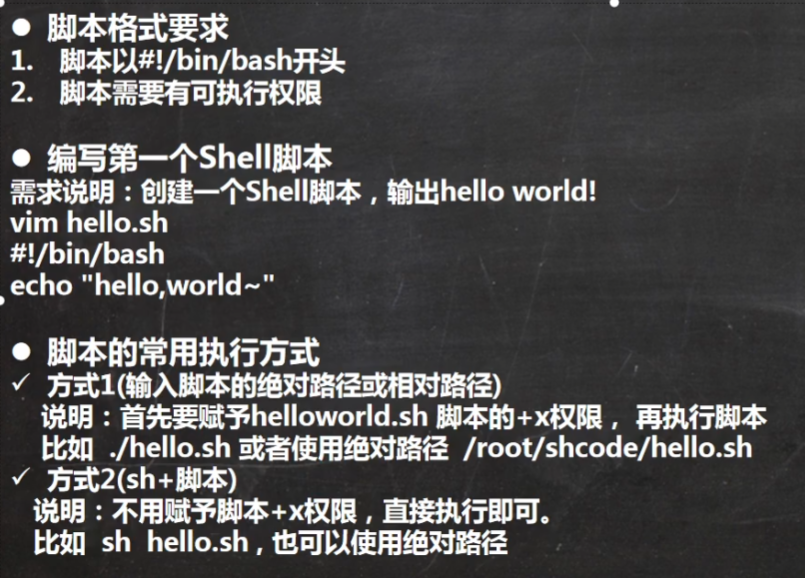 ● 脚本格式要求
1. 脚本以#!/bin/bash开头
2. 脚本需要有可执行权限
● 编写第一个Shell脚本
需求说明：创建一个Shell脚本，输出hello world!
vim hello.sh
#!/bin/bash
echo "hello,world~"
● 脚本的常用执行方式
✓ 方式1(输入脚本的绝对路径或相对路径)
说明：首先要赋予helloworld.sh 脚本的+x权限， 再执行脚本
比如 ./hello.sh 或者使用绝对路径 /root/shcode/hello.sh
✓ 方式2(sh+脚本)
说明：不用赋予脚本+x权限，直接执行即可。
比如 sh hello.sh , 也可以使用绝对路径